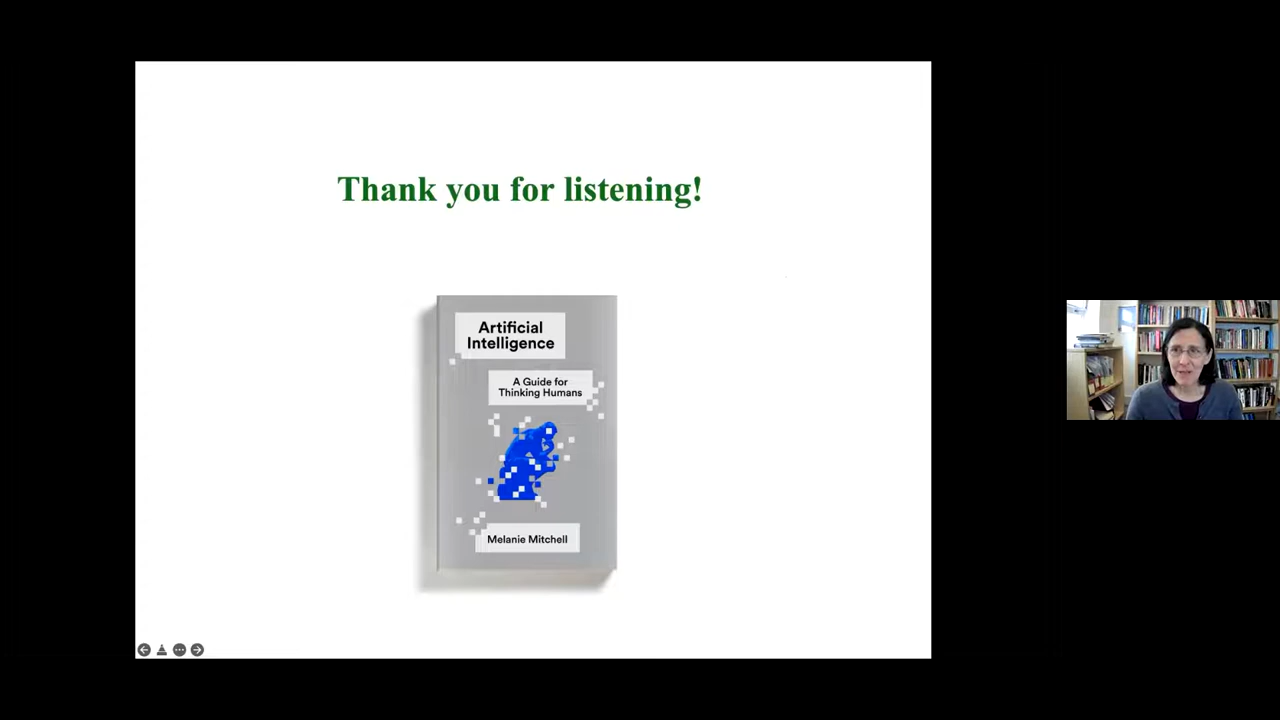 Thank you for listening!
Artificial
Intelligence
A Guide for
Thinking Humans
Melanie Mitchell